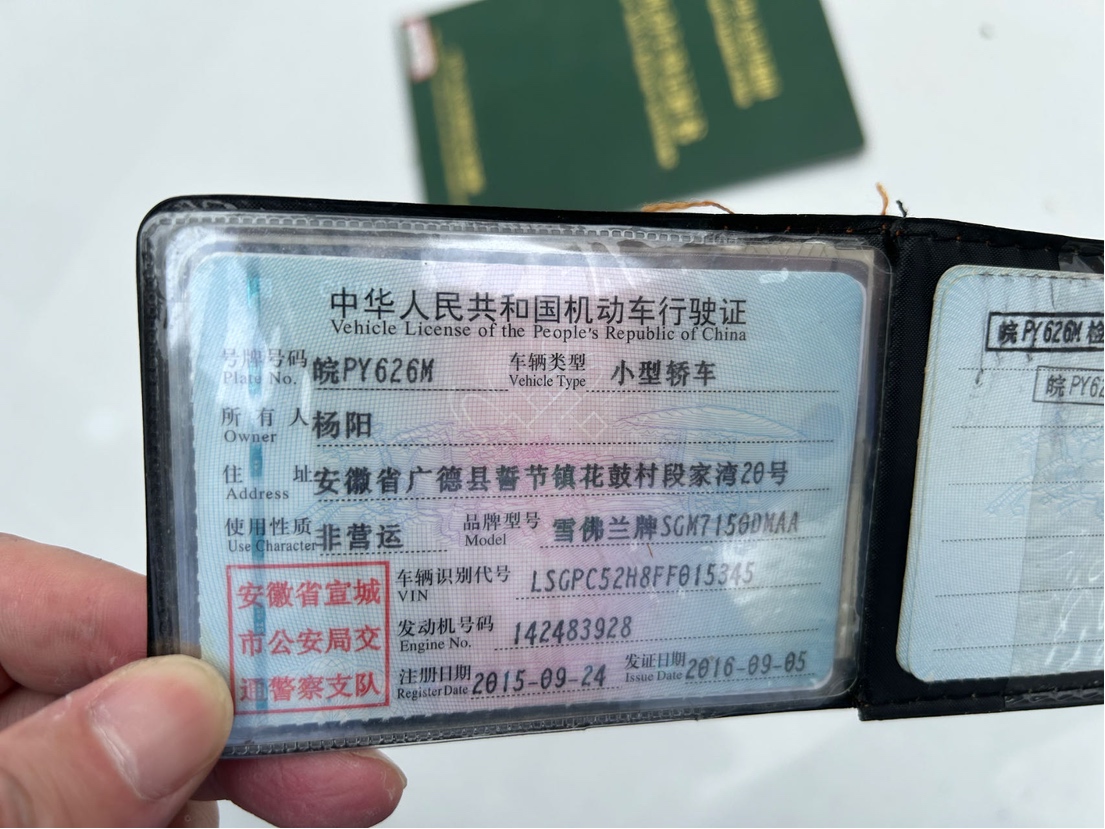 中华人民共和国机动车行驶证
Vehicle License of the People's Republic of China
号牌号码 皖PY626M 车辆类型 小型轿车
Plate No. Vehicle Type
所有人 杨阳
Owner
住址 安徽省广德县誓节镇花鼓村段家湾20号
Address
使用性质 非营运 品牌型号 雪佛兰牌SGM7150DMAA
Use Character Model
车辆识别代号 LSGPC52H8FF015345
VIN
发动机号码 142483928
Engine No.
注册日期 2015-09-24 发证日期 2016-09-05
Register Date Issue Date
安徽省宣城
市公安局交
通警察支队
皖PY626M 检
皖PY62